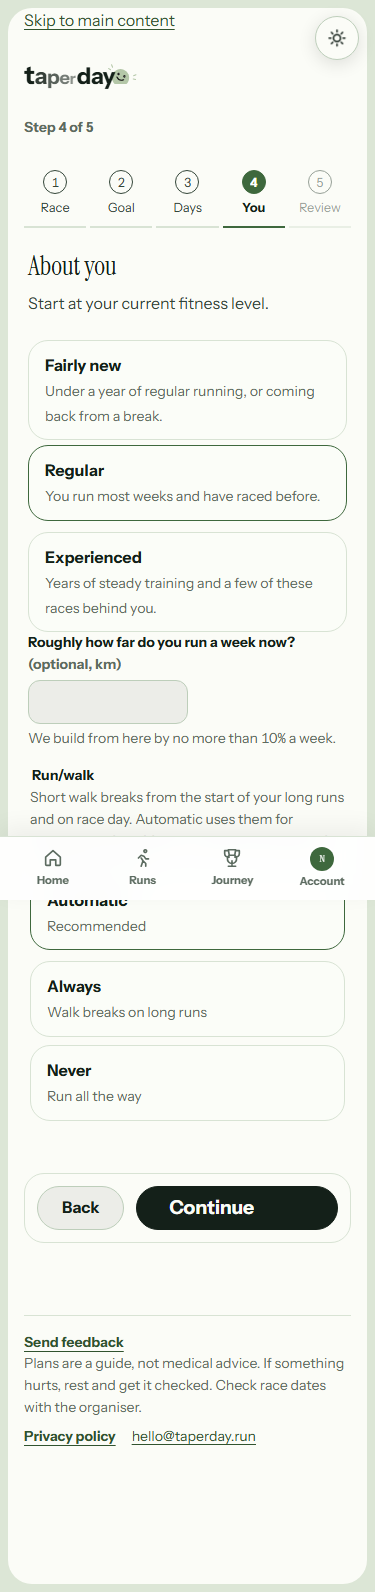 Skip to main content
taperday
Step 4 of 5
1 2 3 4 5
Race Goal Days You Review
About you
Start at your current fitness level.
Fairly new
Under a year of regular running, or coming
back from a break.
Regular
You run most weeks and have raced before.
Experienced
Years of steady training and a few of these
races behind you.
Roughly how far do you run a week now?
(optional, km)
We build from here by no more than 10% a week.
Run/walk
Short walk breaks from the start of your long runs
and on race day. Automatic uses them for
N
Home Runs Journey Account
Automatic
Recommended
Always
Walk breaks on long runs
Never
Run all the way
Back Continue
Send feedback
Plans are a guide, not medical advice. If something
hurts, rest and get it checked. Check race dates
with the organiser.
Privacy policy hello@taperday.run